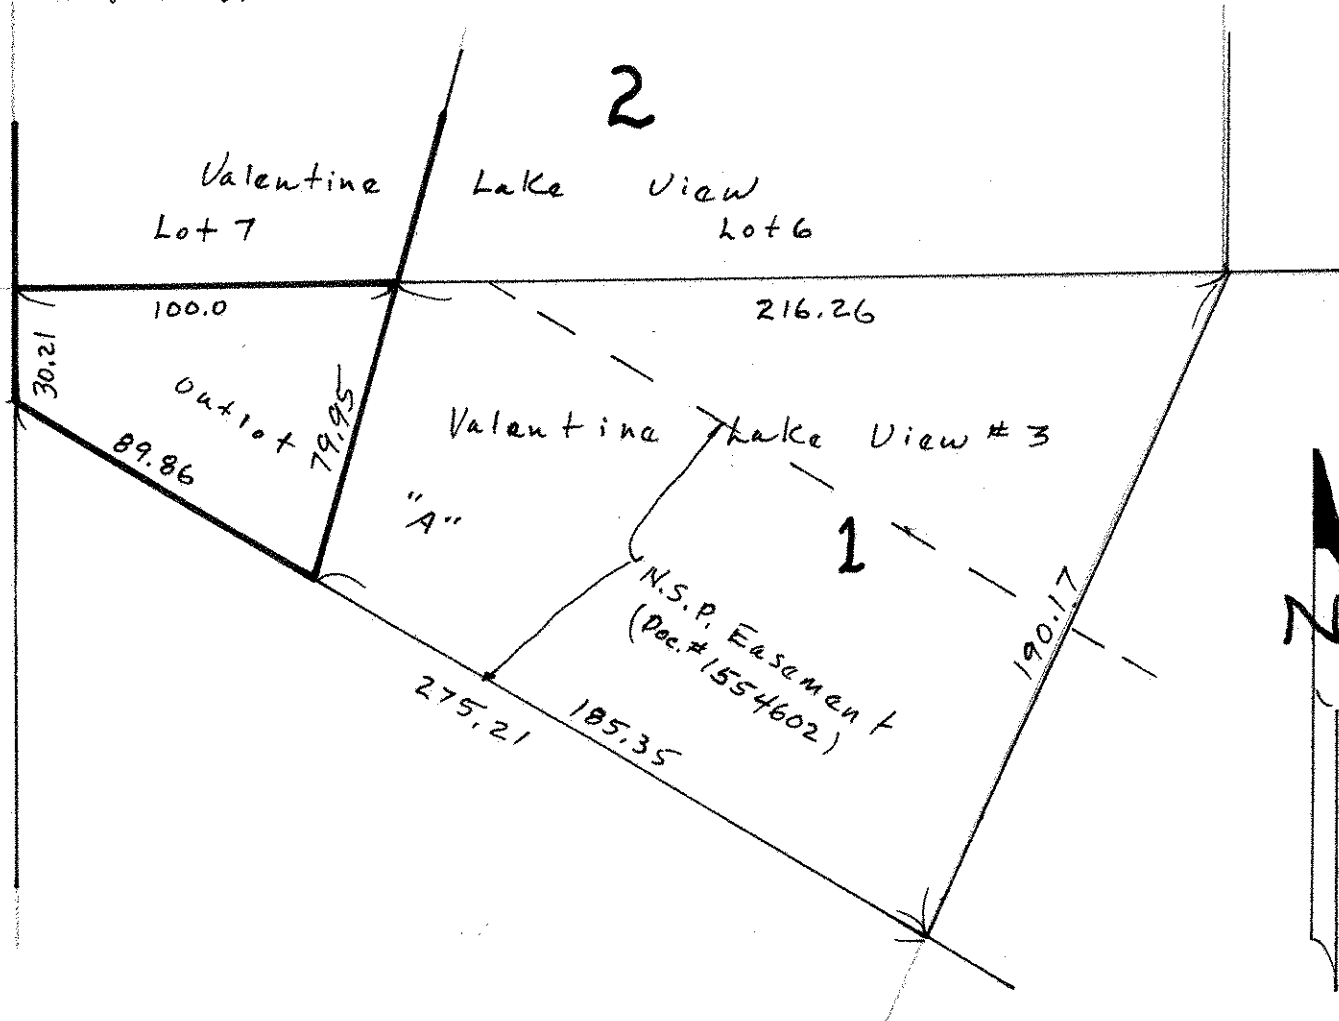 2
Valentine Lake View
Lot 7
Lot 6
100.0
216.26
30.21
Outlot
79.95
89.86
Valentine Lake View #3
"A"
1
N.S.P. Easement
(Doc.#1554602)
190.17
275.21
185.35
N